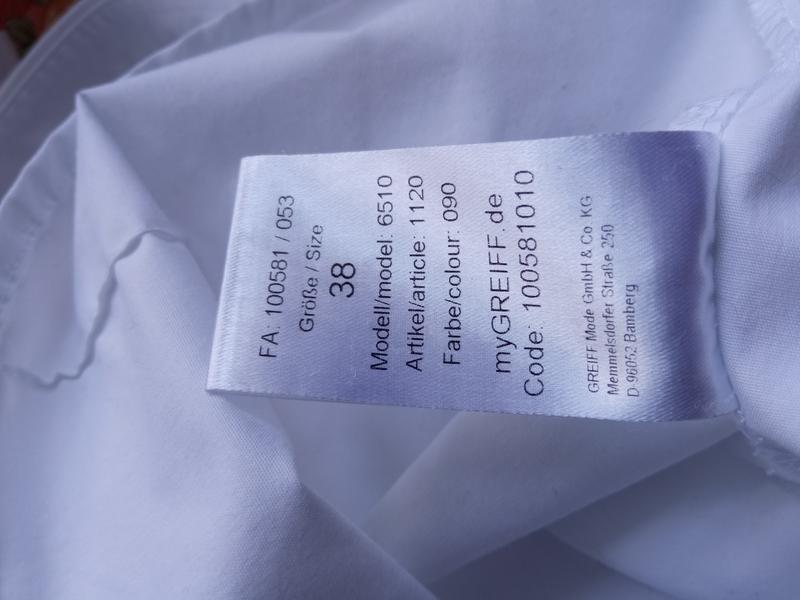 FA: 100581 / 053
Größe / Size
38
Modell/model: 6510
Artikel/article: 1120
Farbe/colour: 090
myGREIFF.de
Code: 100581010
GREIFF Mode GmbH & Co. KG
Memmelsdorfer Straße 250
D-96052 Bamberg